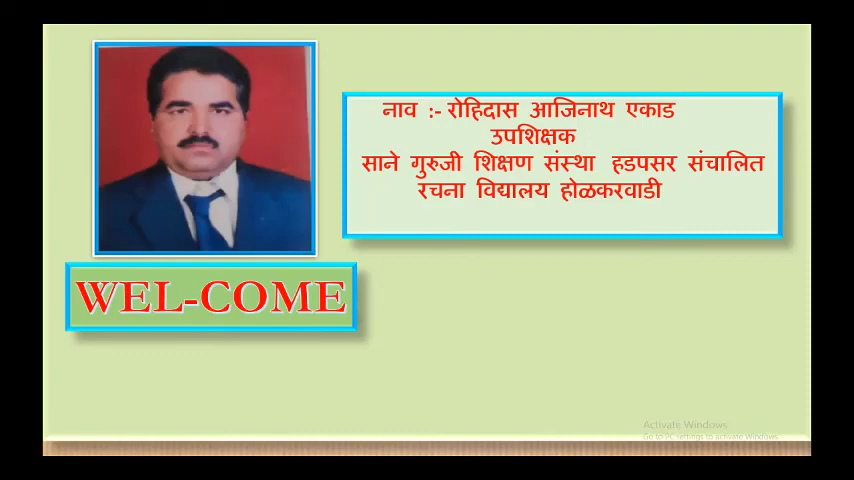 नाव :- रोहिदास आजिनाथ एकाड
उपशिक्षक
साने गुरुजी शिक्षण संस्था हडपसर संचालित
रचना विद्यालय होळकरवाडी
WEL-COME
Activate Windows
Go to PC settings to activate Windows.